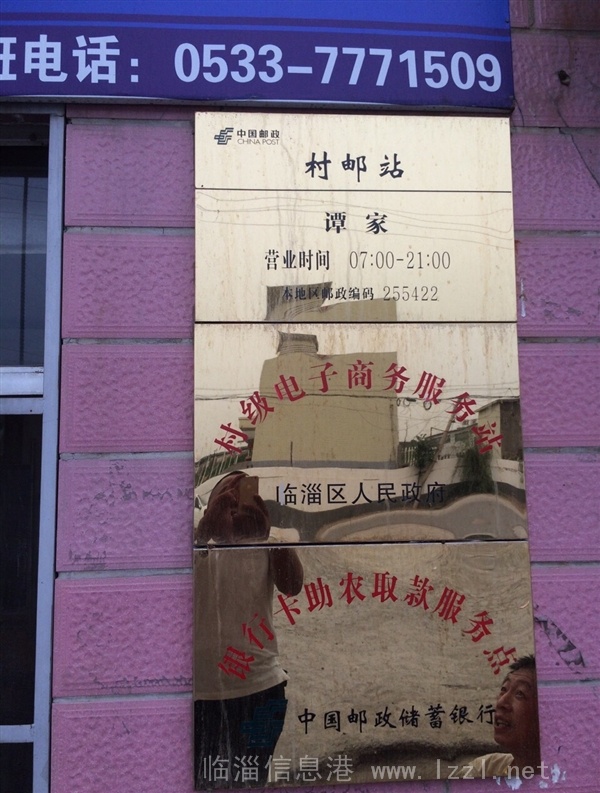 班电话：0533-7771509
中国邮政
CHINA POST
村邮站
谭家
营业时间 07:00-21:00
本地区邮政编码 255422
村级电子商务服务站
临淄区人民政府
银行卡助农取款服务点
中国邮政储蓄银行
临淄信息港 www.lzzl.net